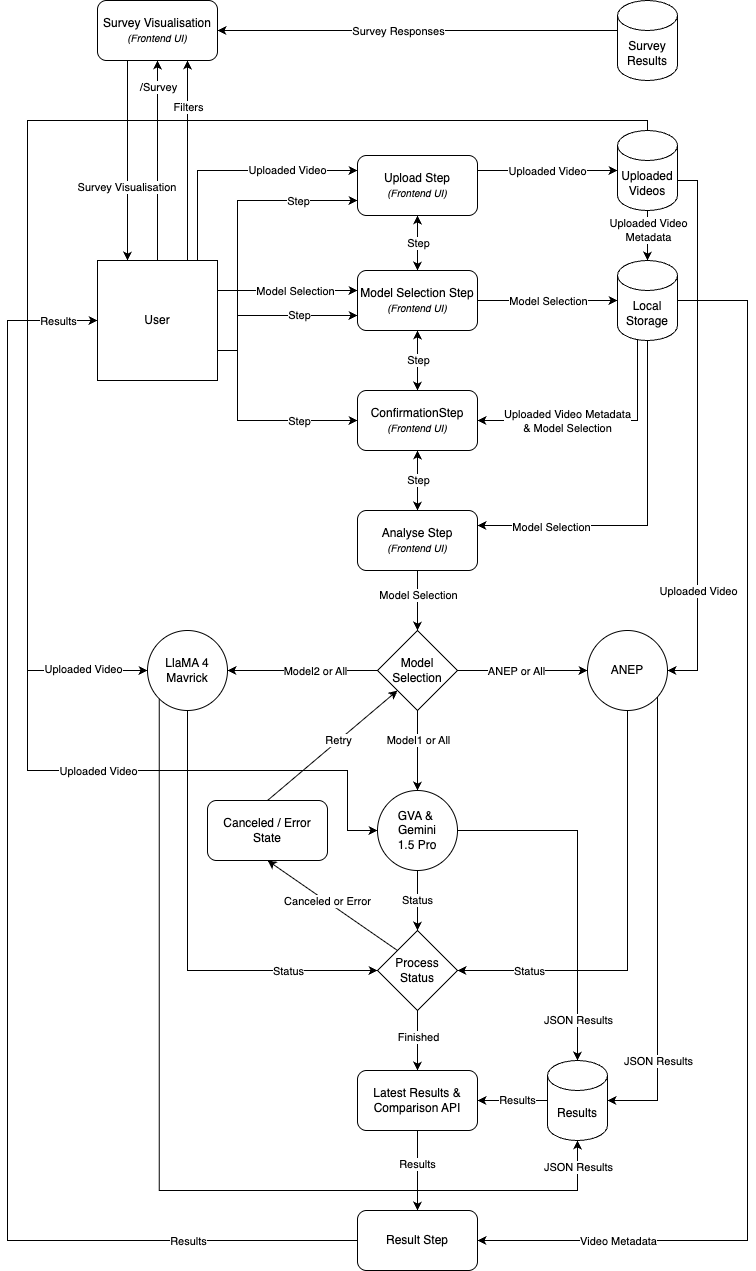 Survey Visualisation
(Frontend UI)
Survey Responses
Survey
Results
/Survey
Filters
Survey Visualisation
Uploaded Video
Upload Step
(Frontend UI)
Uploaded Video
Uploaded
Videos
Step
Step
Uploaded Video
Metadata
User
Model Selection
Model Selection Step
(Frontend UI)
Model Selection
Local
Storage
Results
Step
Step
Step
ConfirmationStep
(Frontend UI)
Uploaded Video Metadata
& Model Selection
Step
Analyse Step
(Frontend UI)
Model Selection
Model Selection
Uploaded Video
Uploaded Video
LlaMA 4
Mavrick
Model2 or All
Model
Selection
ANEP or All
ANEP
Retry
Model1 or All
Uploaded Video
Canceled / Error
State
GVA &
Gemini
1.5 Pro
Canceled or Error
Status
Status
Process
Status
Status
JSON Results
Finished
JSON Results
Latest Results &
Comparison API
Results
Results
Results
JSON Results
Results
Result Step
Video Metadata